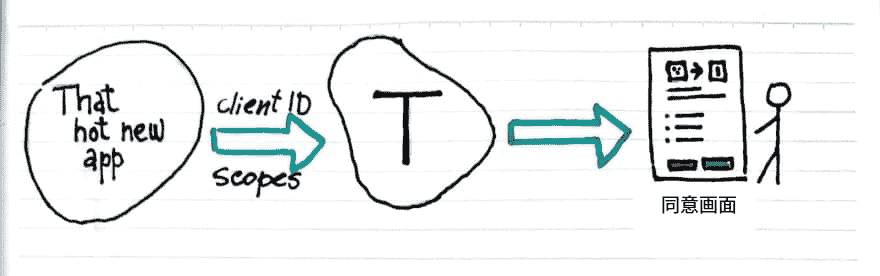 That
hot new
app
client ID
scopes
T
同意画面